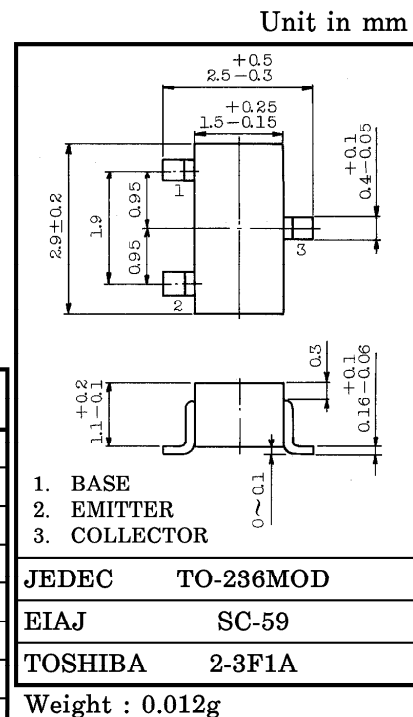 Unit in mm
+0.5
2.5−0.3
+0.25
1.5−0.15
2.9±0.2
1.9
0.95
0.95
1
2
3
+0.1
0.4−0.05
+0.2
1.1−0.1
0.3
+0.1
0.16−0.06
0~0.1
1. BASE
2. EMITTER
3. COLLECTOR
JEDEC TO-236MOD
EIAJ SC-59
TOSHIBA 2-3F1A
Weight : 0.012g